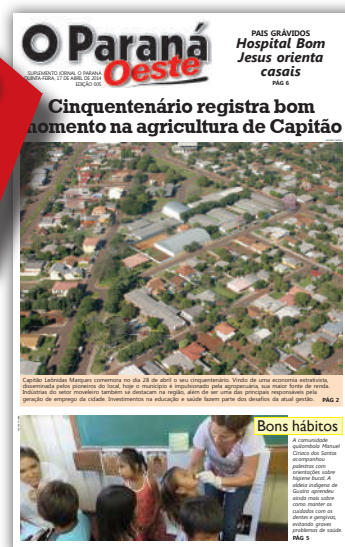 O Paraná
Oeste
SUPLEMENTO JORNAL O PARANÁ
QUINTA-FEIRA, 17 DE ABRIL DE 2014
EDIÇÃO 005
PAIS GRÁVIDOS
Hospital Bom
Jesus orienta
casais
PÁG 6
Cinquentenário registra bom
momento na agricultura de Capitão
Capitão Leônidas Marques comemora no dia 28 de abril o seu cinquentenário. Vindo de uma economia extrativista,
disseminada pelos pioneiros do local, hoje o município é impulsionado pela agropecuária, sua maior fonte de renda.
Indústrias do setor moveleiro também se destacam na região, além de ser uma das principais responsáveis pela
geração de emprego da cidade. Investimentos na educação e saúde fazem parte dos desafios da atual gestão. PÁG 2
Bons hábitos
A comunidade
quilombola Manuel
Ciriaco dos Santos
acompanhou
palestras com
orientações sobre
higiene bucal. A
aldeia indígena de
Guaíra aprendeu
ainda mais sobre
como manter os
cuidados com os
dentes e gengivas,
evitando graves
problemas de saúde.
PÁG 5